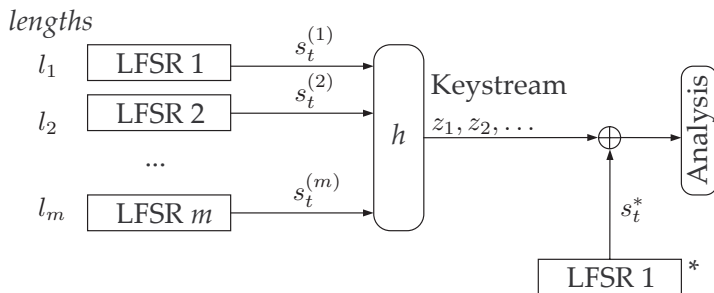 lengths
l₁ LFSR 1 s_t^{(1)}
l₂ LFSR 2 s_t^{(2)}
...
l_m LFSR m s_t^{(m)}
h
Keystream
z₁, z₂, . . .
⊕
Analysis
s_t^*
LFSR 1 *